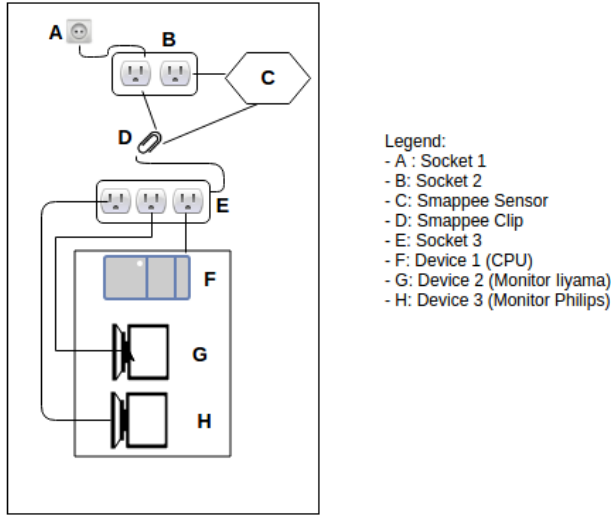 A
B
C
D
E
F
G
H
Legend:
- A : Socket 1
- B: Socket 2
- C: Smappee Sensor
- D: Smappee Clip
- E: Socket 3
- F: Device 1 (CPU)
- G: Device 2 (Monitor Iiyama)
- H: Device 3 (Monitor Philips)